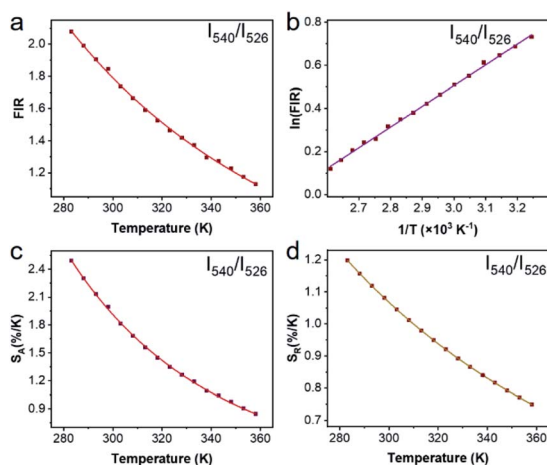 a
I540/I526
FIR
2.0
1.8
1.6
1.4
1.2
280 300 320 340 360
Temperature (K)
b
I540/I526
ln(FIR)
0.8
0.6
0.4
0.2
0.0
2.7 2.8 2.9 3.0 3.1 3.2
1/T (×10³ K⁻¹)
c
I540/I526
SA(%/K)
2.4
2.1
1.8
1.5
1.2
0.9
280 300 320 340 360
Temperature (K)
d
I540/I526
SR(%/K)
1.2
1.1
1.0
0.9
0.8
0.7
280 300 320 340 360
Temperature (K)